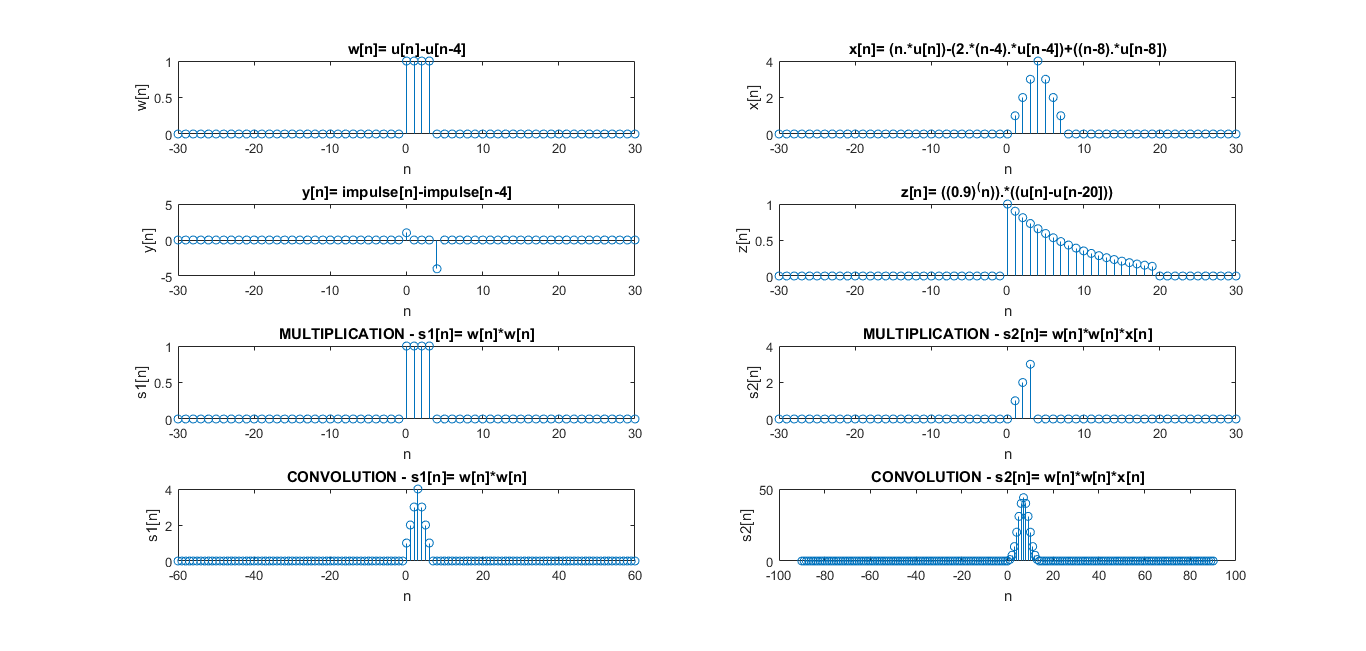 w[n]= u[n]-u[n-4]
1
0.5
0
w[n]
-30 -20 -10 0 10 20 30
n
x[n]= (n.*u[n])-(2.*(n-4).*u[n-4])+((n-8).*u[n-8])
4
2
0
x[n]
-30 -20 -10 0 10 20 30
n
y[n]= impulse[n]-impulse[n-4]
5
0
-5
y[n]
-30 -20 -10 0 10 20 30
n
z[n]= ((0.9)⁽n)).*((u[n]-u[n-20]))
1
0.5
0
z[n]
-30 -20 -10 0 10 20 30
n
MULTIPLICATION - s1[n]= w[n]*w[n]
1
0.5
0
s1[n]
-30 -20 -10 0 10 20 30
n
MULTIPLICATION - s2[n]= w[n]*w[n]*x[n]
4
2
0
s2[n]
-30 -20 -10 0 10 20 30
n
CONVOLUTION - s1[n]= w[n]*w[n]
4
2
0
s1[n]
-60 -40 -20 0 20 40 60
n
CONVOLUTION - s2[n]= w[n]*w[n]*x[n]
50
0
s2[n]
-100 -80 -60 -40 -20 0 20 40 60 80 100
n